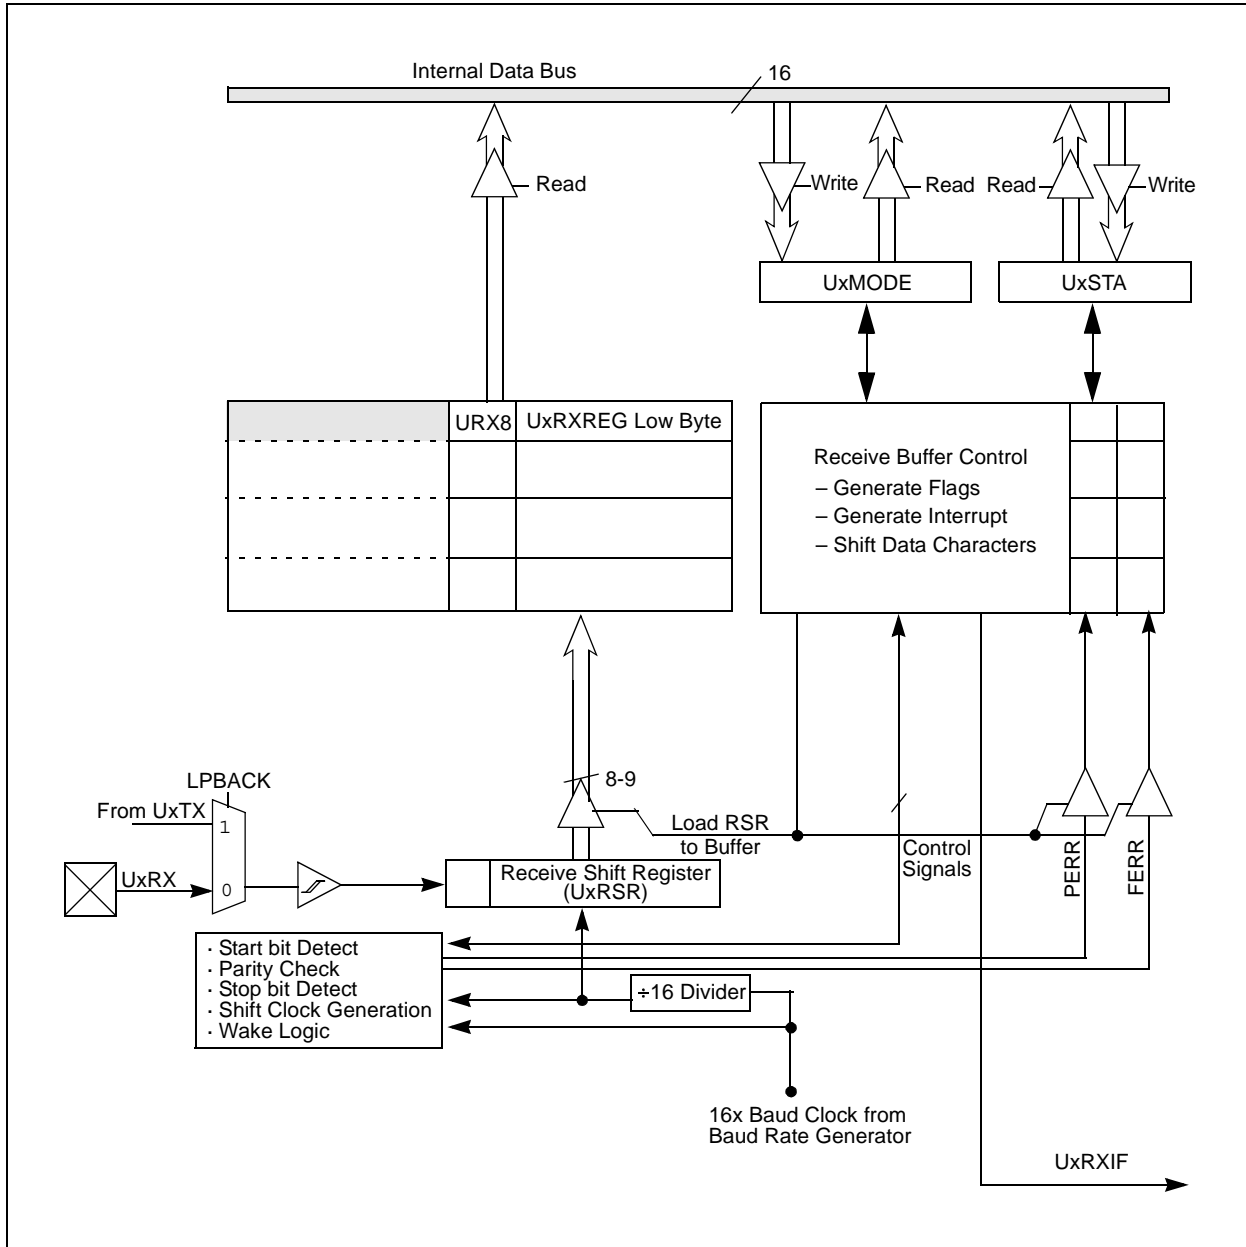 Internal Data Bus
16
Read
Write
Read
Read
Write
UxMODE
UxSTA
URX8
UxRXREG Low Byte
Receive Buffer Control
– Generate Flags
– Generate Interrupt
– Shift Data Characters
LPBACK
From UxTX
1
UxRX
0
8-9
Load RSR
to Buffer
Control
Signals
PERR
FERR
Receive Shift Register
(UxRSR)
· Start bit Detect
· Parity Check
· Stop bit Detect
· Shift Clock Generation
· Wake Logic
÷16 Divider
16x Baud Clock from
Baud Rate Generator
UxRXIF